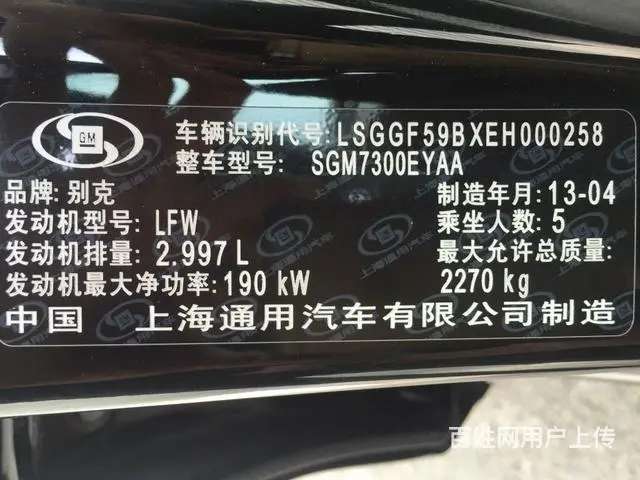 GM
车辆识别代号: LSGGF59BXEH000258
整车型号: SGM7300EYAA
品牌: 别克 制造年月: 13-04
发动机型号: LFW 乘坐人数: 5
发动机排量: 2.997 L 最大允许总质量:
发动机最大净功率: 190 kW 2270 kg
中国 上海通用汽车有限公司制造
百姓网用户上传